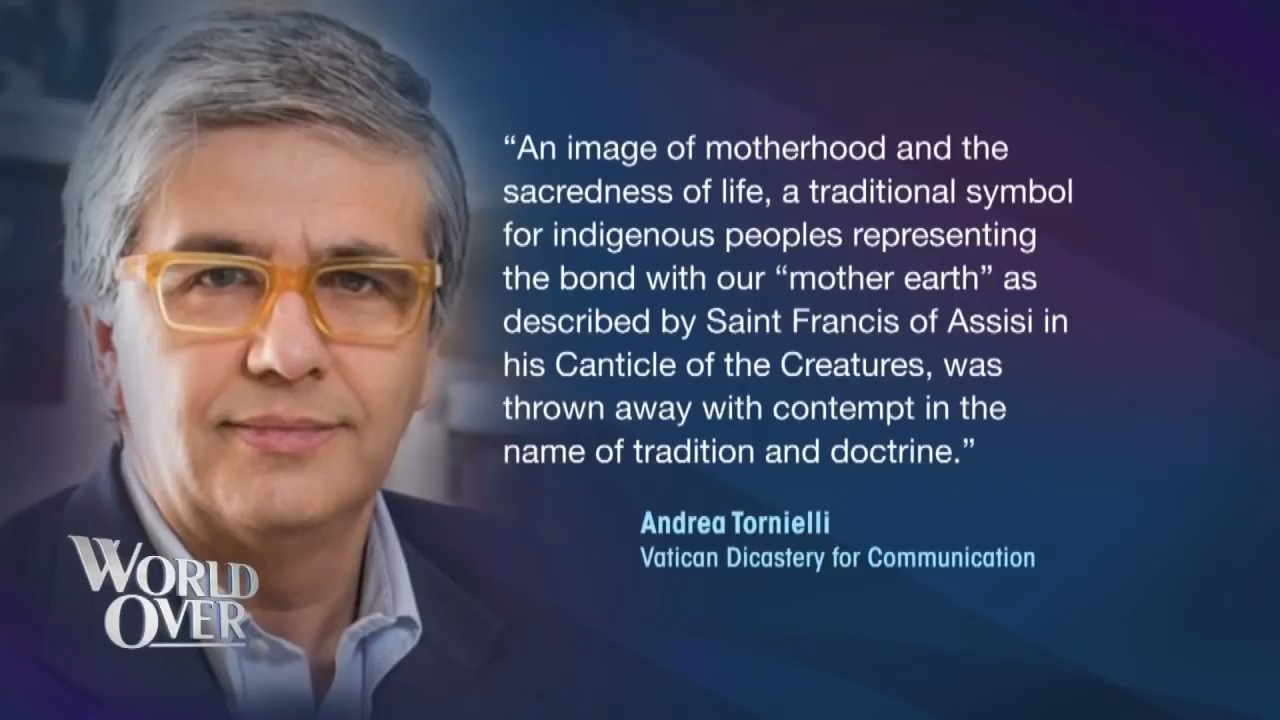 “An image of motherhood and the
sacredness of life, a traditional symbol
for indigenous peoples representing
the bond with our “mother earth” as
described by Saint Francis of Assisi in
his Canticle of the Creatures, was
thrown away with contempt in the
name of tradition and doctrine.”
Andrea Tornielli
Vatican Dicastery for Communication
WORLD
OVER